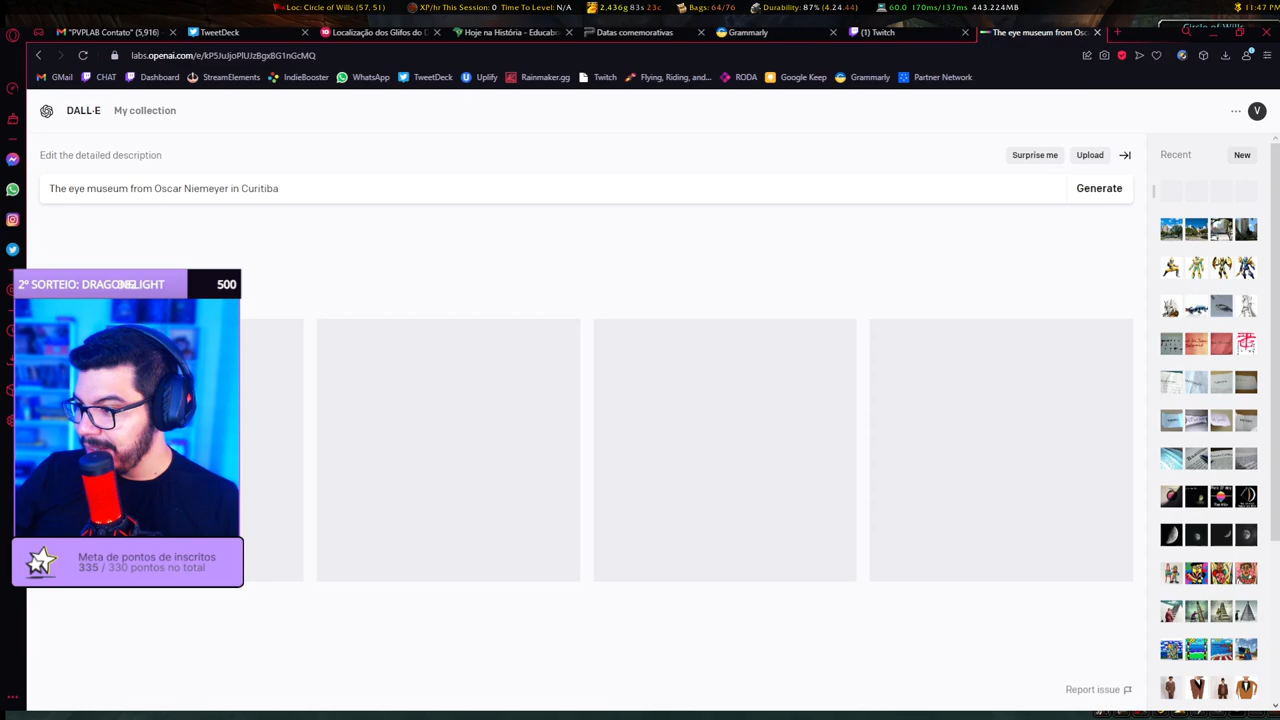 Loc: Circle of Wills (57, 51)
XP/hr This Session: 0 Time To Level: N/A
2,436g 83s 23c
Bags: 64/76
Durability: 87% (4.24.44)
60.0 170ms/137ms 443.224MB
11:47 PM
"PVPLAB Contato" (5,916)
TweetDeck
Localização dos Glifos do D
Hoje na História - Educab
Datas comemorativas
Grammarly
(1) Twitch
The eye museum from Osc
labs.openai.com/e/kP5JuJjoPlUJzBgx8G1nGcMQ
GMail
CHAT
Dashboard
StreamElements
IndieBooster
WhatsApp
TweetDeck
Uplify
Rainmaker.gg
Twitch
Flying, Riding, and...
RODA
Google Keep
Grammarly
Partner Network
DALL·E
My collection
V
Edit the detailed description
Surprise me
Upload
Recent
New
The eye museum from Oscar Niemeyer in Curitiba
Generate
2º SORTEIO: DRAGONFLIGHT
500
Meta de pontos de inscritos
335 / 330 pontos no total
Report issue